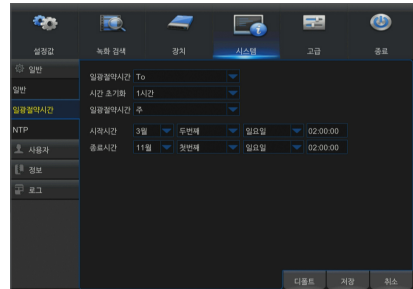 설정값 녹화 검색 장치 시스템 고급 종료
일반
일반
일광절약시간
NTP
사용자
정보
로그
일광절약시간 To
시간 초기화 1시간
일광절약시간 주
시작시간 3월 두번째 일요일 02:00:00
종료시간 11월 첫번째 일요일 02:00:00
디폴트 저장 취소